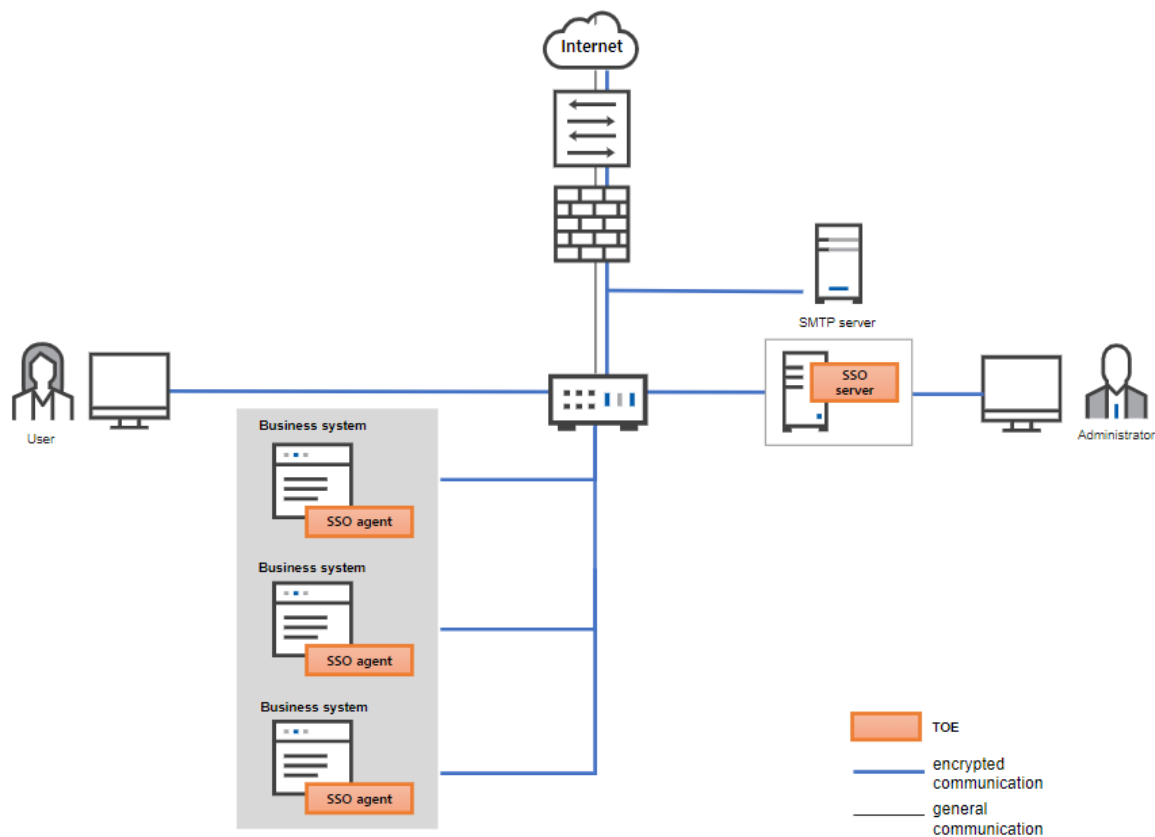 Internet
SMTP server
SSO
server
User
Administrator
Business system
SSO agent
Business system
SSO agent
Business system
SSO agent
TOE
encrypted
communication
general
communication